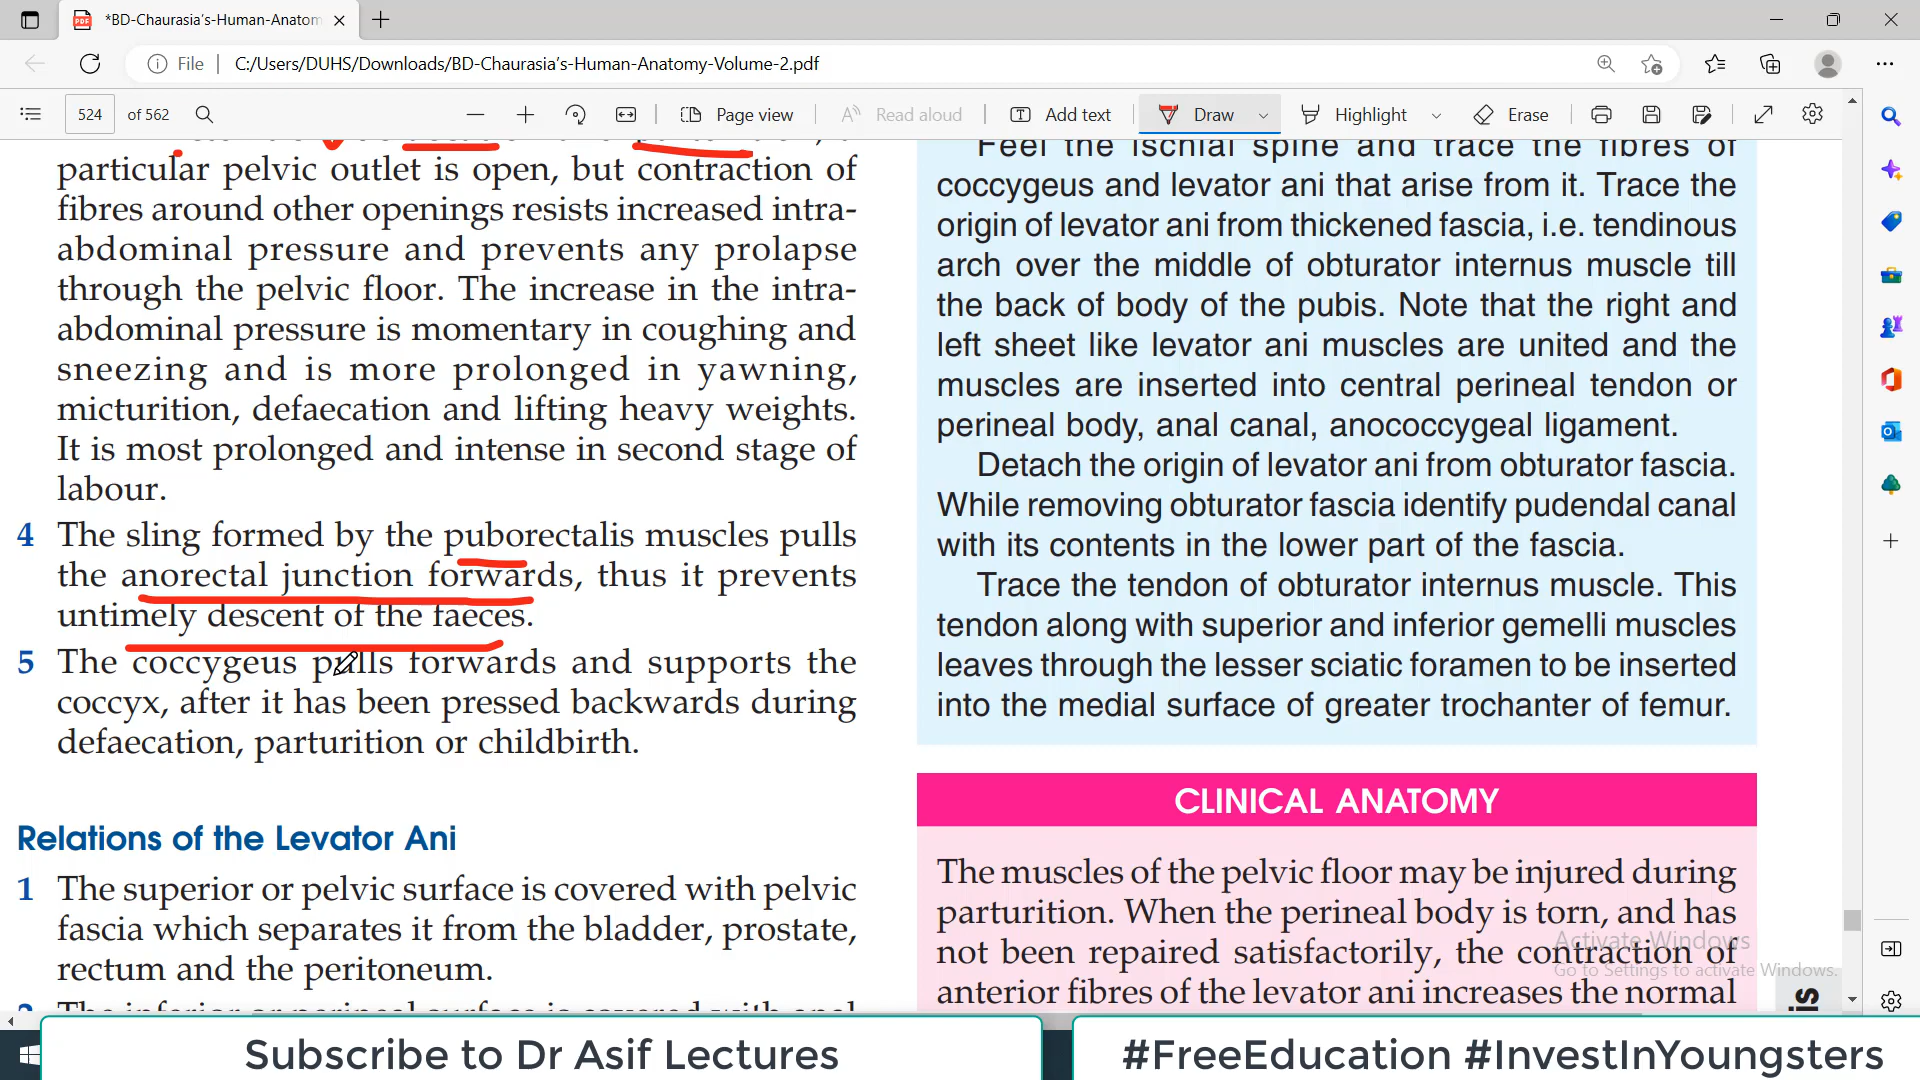 *BD-Chaurasia's-Human-Anatom
File
C:/Users/DUHS/Downloads/BD-Chaurasia's-Human-Anatomy-Volume-2.pdf
524 of 562
Page view
Read aloud
Add text
Draw
Highlight
Erase
particular pelvic outlet is open, but contraction of
fibres around other openings resists increased intra-
abdominal pressure and prevents any prolapse
through the pelvic floor. The increase in the intra-
abdominal pressure is momentary in coughing and
sneezing and is more prolonged in yawning,
micturition, defaecation and lifting heavy weights.
It is most prolonged and intense in second stage of
labour.
4 The sling formed by the puborectalis muscles pulls
the anorectal junction forwards, thus it prevents
untimely descent of the faeces.
5 The coccygeus pulls forwards and supports the
coccyx, after it has been pressed backwards during
defaecation, parturition or childbirth.
Relations of the Levator Ani
1 The superior or pelvic surface is covered with pelvic
fascia which separates it from the bladder, prostate,
rectum and the peritoneum.
Feel the ischial spine and trace the fibres of
coccygeus and levator ani that arise from it. Trace the
origin of levator ani from thickened fascia, i.e. tendinous
arch over the middle of obturator internus muscle till
the back of body of the pubis. Note that the right and
left sheet like levator ani muscles are united and the
muscles are inserted into central perineal tendon or
perineal body, anal canal, anococcygeal ligament.
Detach the origin of levator ani from obturator fascia.
While removing obturator fascia identify pudendal canal
with its contents in the lower part of the fascia.
Trace the tendon of obturator internus muscle. This
tendon along with superior and inferior gemelli muscles
leaves through the lesser sciatic foramen to be inserted
into the medial surface of greater trochanter of femur.
CLINICAL ANATOMY
The muscles of the pelvic floor may be injured during
parturition. When the perineal body is torn, and has
not been repaired satisfactorily, the contraction of
anterior fibres of the levator ani increases the normal
Activate Windows
Go to Settings to activate Windows.
is
Subscribe to Dr Asif Lectures
#FreeEducation #InvestInYoungsters